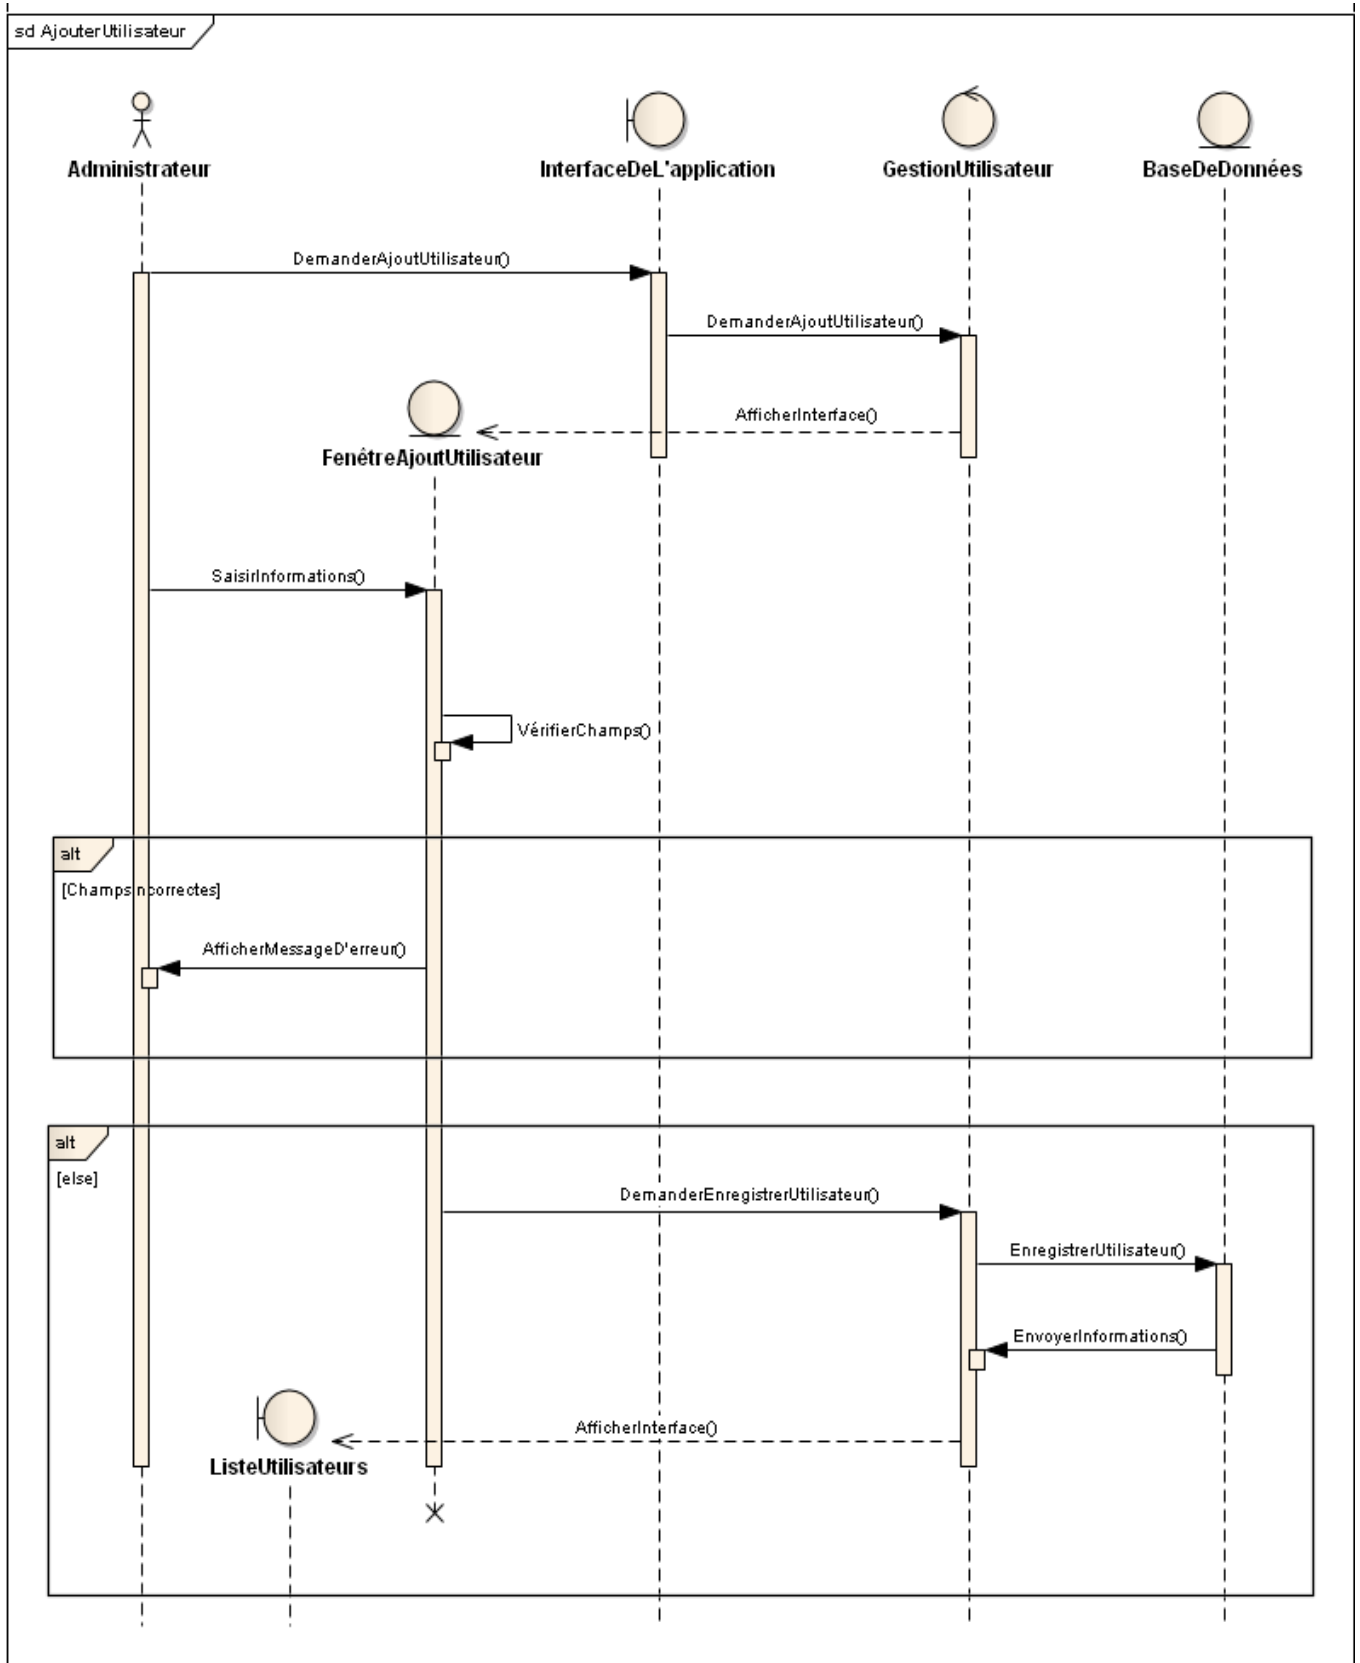 sd AjouterUtilisateur
Administrateur
InterfaceDeL'application
GestionUtilisateur
BaseDeDonnées
DemanderAjoutUtilisateur()
DemanderAjoutUtilisateur()
AfficherInterface()
FenêtreAjoutUtilisateur
SaisirInformations()
VérifierChamps()
alt
[ChampsIncorrectes]
AfficherMessageD'erreur()
alt
[else]
DemanderEnregistrerUtilisateur()
EnregistrerUtilisateur()
EnvoyerInformations()
AfficherInterface()
ListeUtilisateurs